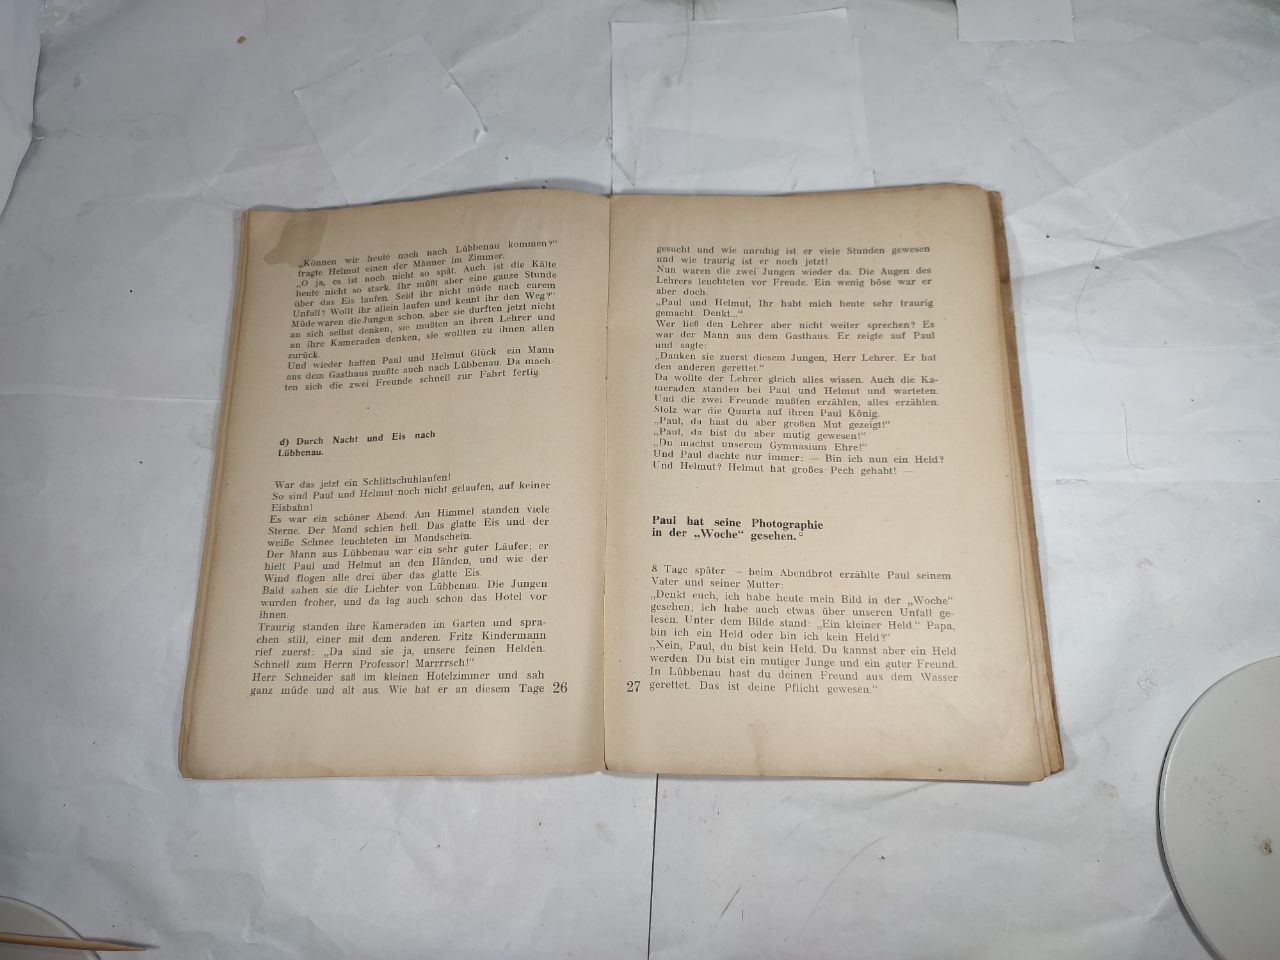 „Können wir heute noch nach Lübbenau kommen?“
fragte Helmut einen der Männer im Zimmer.
„O ja, es ist noch nicht so spät. Auch ist die Kälte
heute nicht so stark. Ihr müßt aber eine ganze Stunde
über das Eis laufen. Seid ihr nicht müde nach eurem
Unfall? Wollt ihr allein laufen und kennt ihr den Weg?“
Müde waren die Jungen schon, aber sie durften jetzt nicht
an sich selbst denken, sie mußten an ihren Lehrer und
an ihre Kameraden denken, sie wollten zu ihnen allen
zurück.
Und wieder hatten Paul und Helmut Glück: ein Mann
aus dem Gasthaus mußte auch nach Lübbenau. Da mach-
ten sich die zwei Freunde schnell zur Fahrt fertig.
d) Durch Nacht und Eis nach
Lübbenau.
War das jetzt ein Schlittschuhlaufen!
So sind Paul und Helmut noch nicht gelaufen, auf keiner
Eisbahn!
Es war ein schöner Abend. Am Himmel standen viele
Sterne. Der Mond schien hell. Das glatte Eis und der
weiße Schnee leuchteten im Mondschein.
Der Mann aus Lübbenau war ein sehr guter Läufer; er
hielt Paul und Helmut an den Händen, und wie der
Wind flogen alle drei über das glatte Eis.
Bald sahen sie die Lichter von Lübbenau. Die Jungen
wurden froher, und da lag auch schon das Hotel vor
ihnen.
Traurig standen ihre Kameraden im Garten und spra-
chen still, einer mit dem anderen. Fritz Kindermann
rief zuerst: „Da sind sie ja, unsere feinen Helden.
Schnell zum Herrn Professor! Marrrrsch!“
Herr Schneider saß im kleinen Hotelzimmer und sah
ganz müde und alt aus. Wie hat er an diesem Tage 26
gesucht und wie unruhig ist er viele Stunden gewesen
und wie traurig ist er noch jetzt!
Nun waren die zwei Jungen wieder da. Die Augen des
Lehrers leuchteten vor Freude. Ein wenig böse war er
aber doch.
„Paul und Helmut, Ihr habt mich heute sehr traurig
gemacht. Denkt...“
Wer ließ den Lehrer aber nicht weiter sprechen? Es
war der Mann aus dem Gasthaus. Er zeigte auf Paul
und sagte:
„Danken sie zuerst diesem Jungen, Herr Lehrer. Er hat
den anderen gerettet.“
Da wollte der Lehrer gleich alles wissen. Auch die Ka-
meraden standen bei Paul und Helmut und warteten.
Und die zwei Freunde mußten erzählen, alles erzählen.
Stolz war die Quarta auf ihren Paul König.
„Paul, da hast du aber großen Mut gezeigt!“
„Paul, da bist du aber mutig gewesen!“
„Du machst unserem Gymnasium Ehre!“
Und Paul dachte nur immer: — Bin ich nun ein Held?
Und Helmut? Helmut hat großes Pech gehabt! —
Paul hat seine Photographie
in der „Woche“ gesehen.°
8 Tage später — beim Abendbrot erzählte Paul seinem
Vater und seiner Mutter:
„Denkt euch, ich habe heute mein Bild in der „Woche“
gesehen, ich habe auch etwas über unseren Unfall ge-
lesen. Unter dem Bilde stand: „Ein kleiner Held.“ Papa,
bin ich ein Held oder bin ich kein Held?“
„Nein, Paul, du bist kein Held. Du kannst aber ein Held
werden. Du bist ein mutiger Junge und ein guter Freund.
In Lübbenau hast du deinen Freund aus dem Wasser
27 gerettet. Das ist deine Pflicht gewesen.“